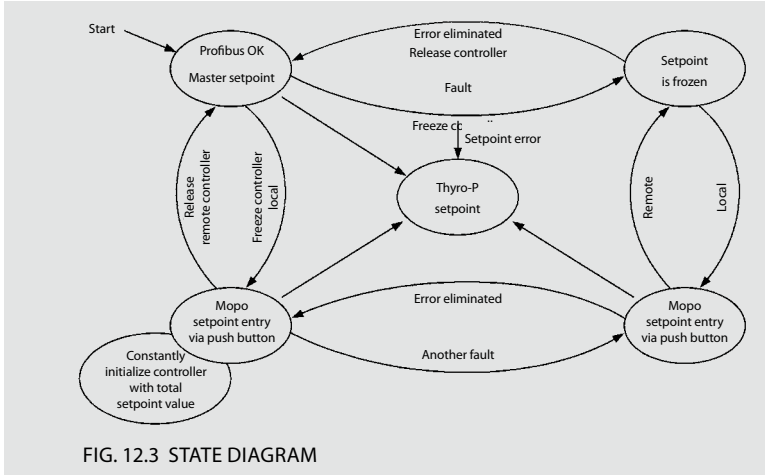 Start
Profibus OK
Master setpoint
Error eliminated
Release controller
Fault
Freeze
Setpoint error
Setpoint
is frozen
Thyro-P
setpoint
Release
remote controller
Freeze controller
local
Remote
Local
Mopo
setpoint entry
via push button
Constantly
initialize controller
with total
setpoint value
Error eliminated
Another fault
Mopo
setpoint entry
via push button
FIG. 12.3 STATE DIAGRAM